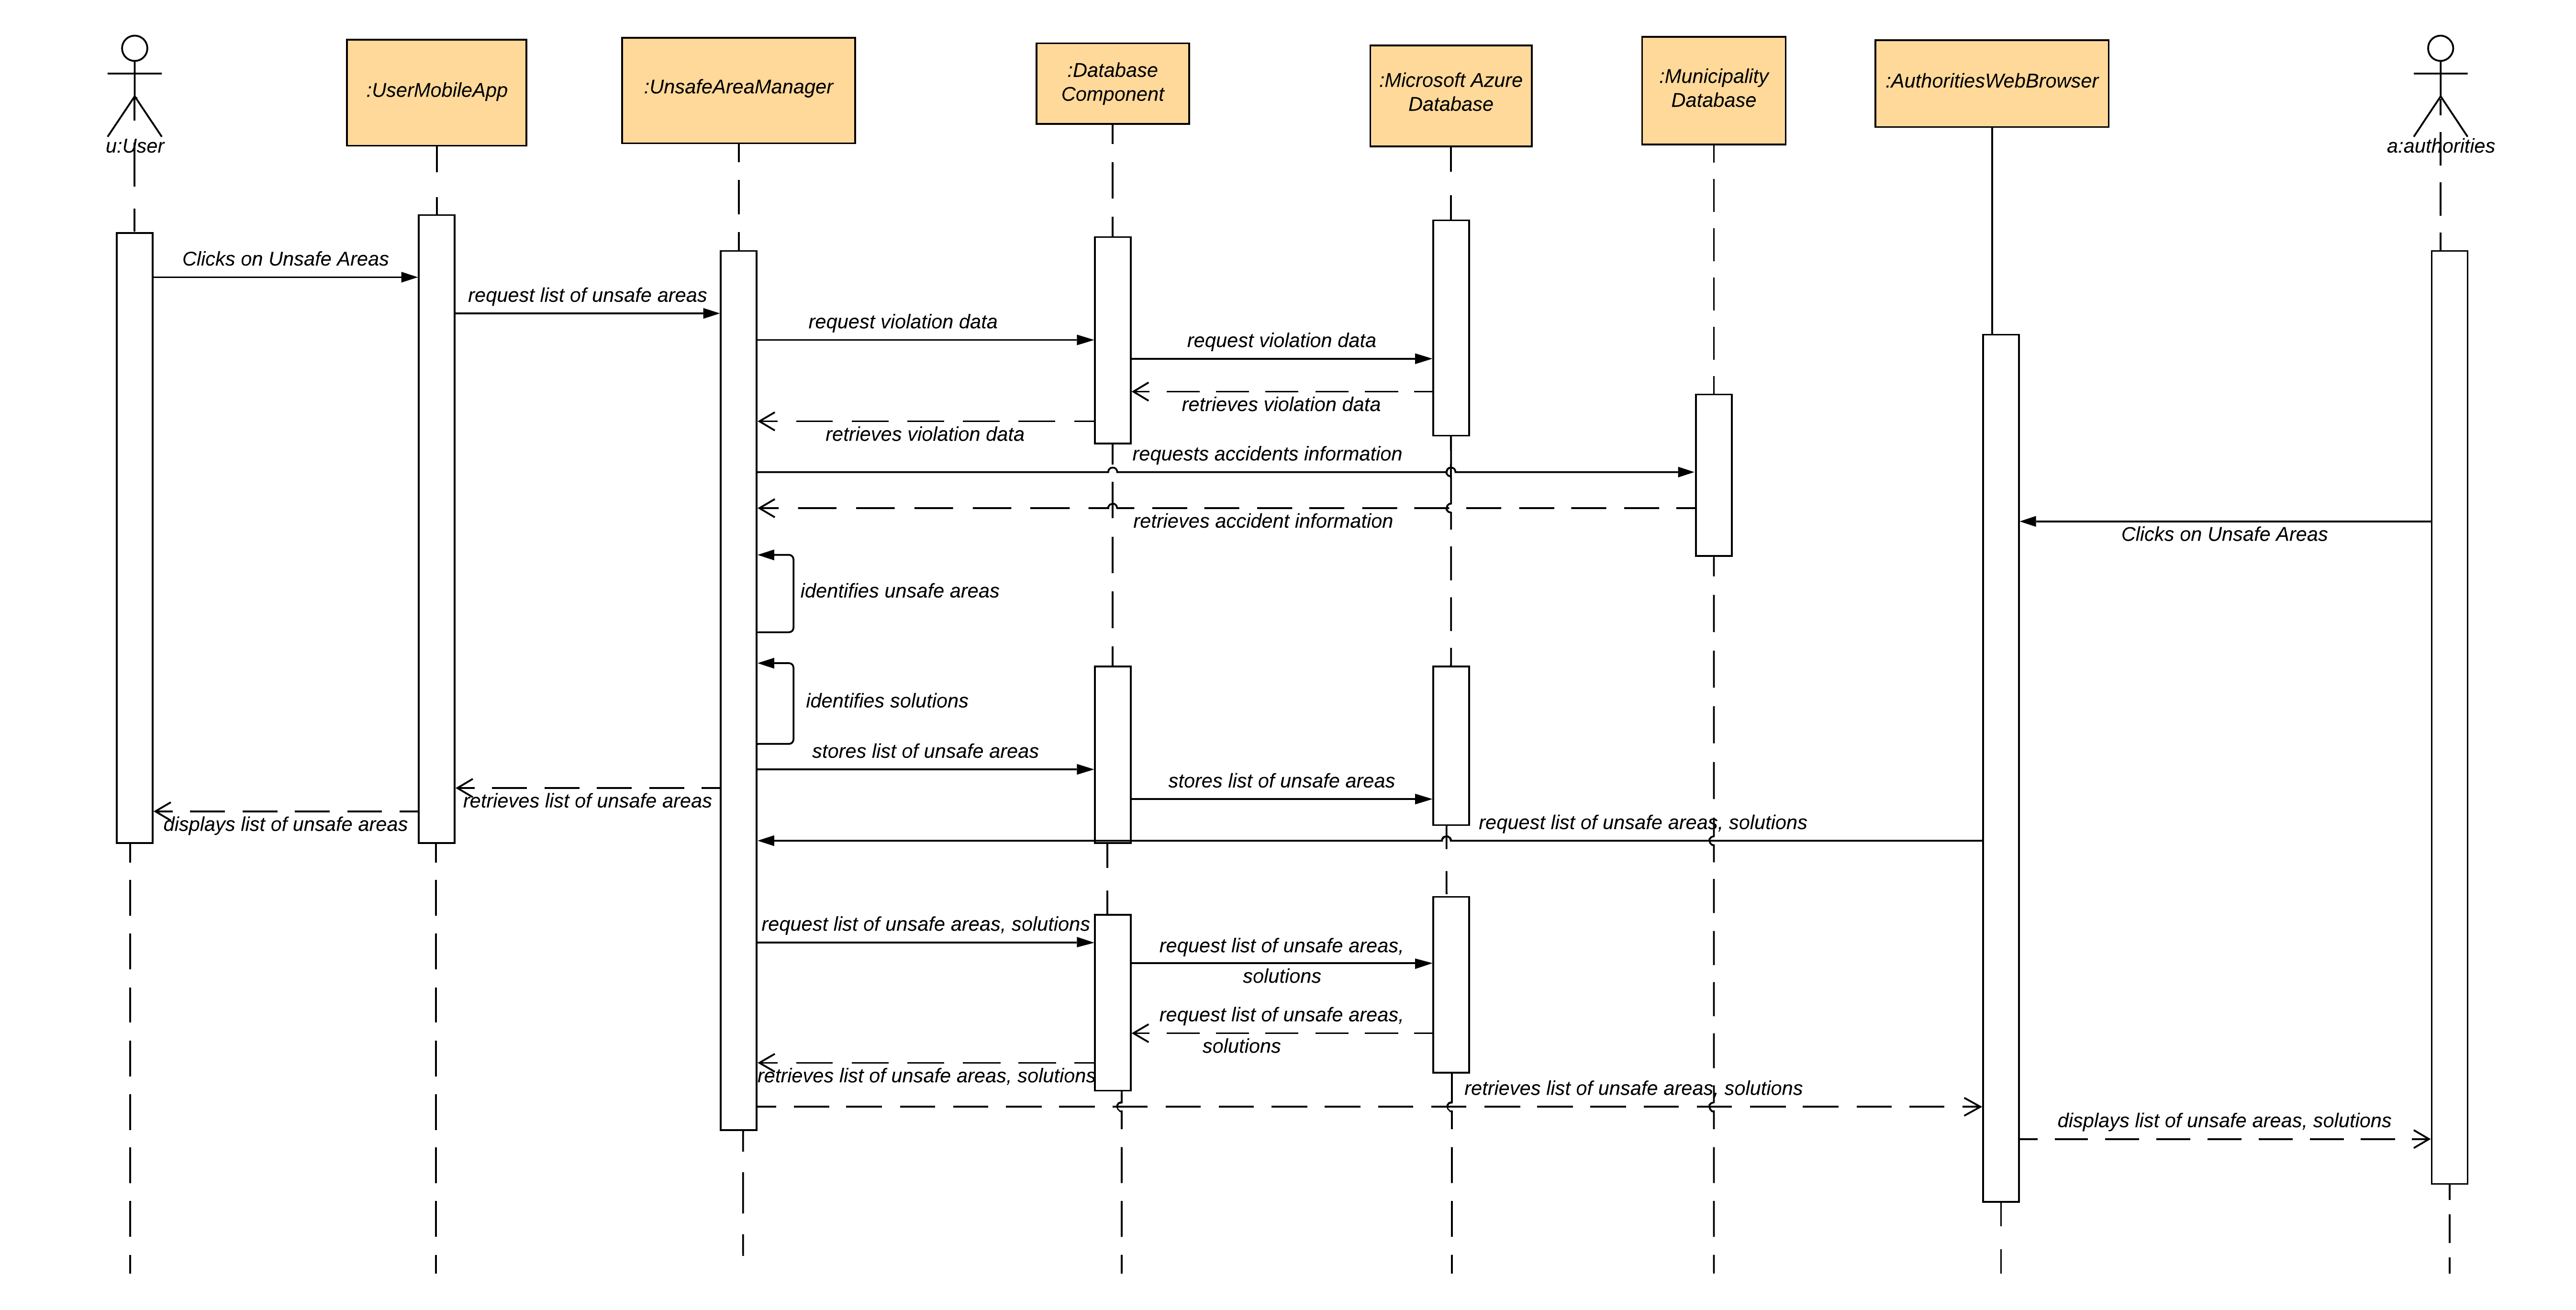 u:User
:UserMobileApp
:UnsafeAreaManager
:Database
Component
:Microsoft Azure
Database
:Municipality
Database
:AuthoritiesWebBrowser
a:authorities
Clicks on Unsafe Areas
request list of unsafe areas
request violation data
request violation data
retrieves violation data
retrieves violation data
requests accidents information
retrieves accident information
Clicks on Unsafe Areas
identifies unsafe areas
identifies solutions
stores list of unsafe areas
stores list of unsafe areas
retrieves list of unsafe areas
displays list of unsafe areas
request list of unsafe areas, solutions
request list of unsafe areas, solutions
request list of unsafe areas,
solutions
request list of unsafe areas,
solutions
retrieves list of unsafe areas, solutions
retrieves list of unsafe areas, solutions
displays list of unsafe areas, solutions